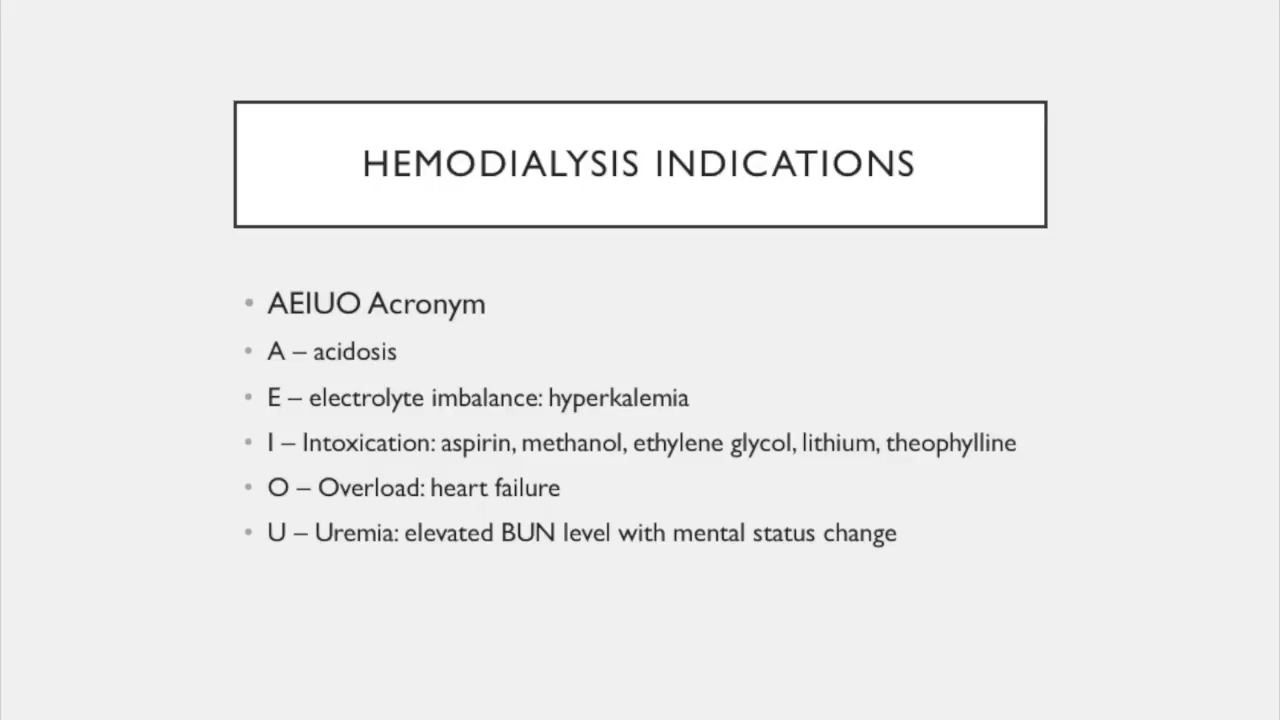 HEMODIALYSIS INDICATIONS
• AEIUO Acronym
• A – acidosis
• E – electrolyte imbalance: hyperkalemia
• I – Intoxication: aspirin, methanol, ethylene glycol, lithium, theophylline
• O – Overload: heart failure
• U – Uremia: elevated BUN level with mental status change